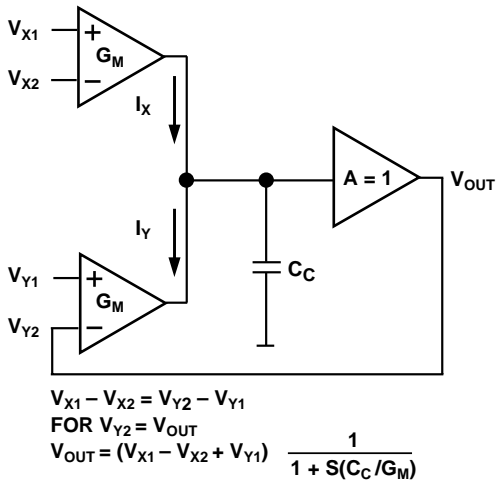 V_X1
+
G_M
V_X2
−
I_X
A = 1
V_OUT
I_Y
V_Y1
+
G_M
C_C
V_Y2
−
V_X1 – V_X2 = V_Y2 – V_Y1
FOR V_Y2 = V_OUT
V_OUT = (V_X1 – V_X2 + V_Y1) 1 / 1 + S(C_C/G_M)